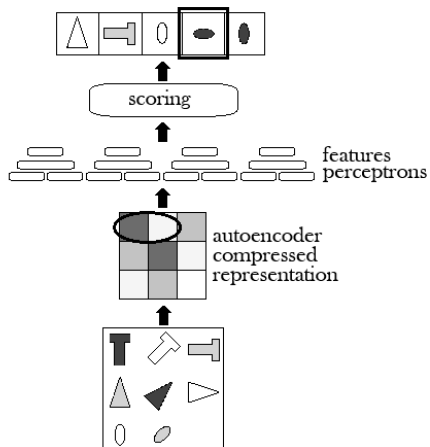 scoring
features
perceptrons
autoencoder
compressed
representation